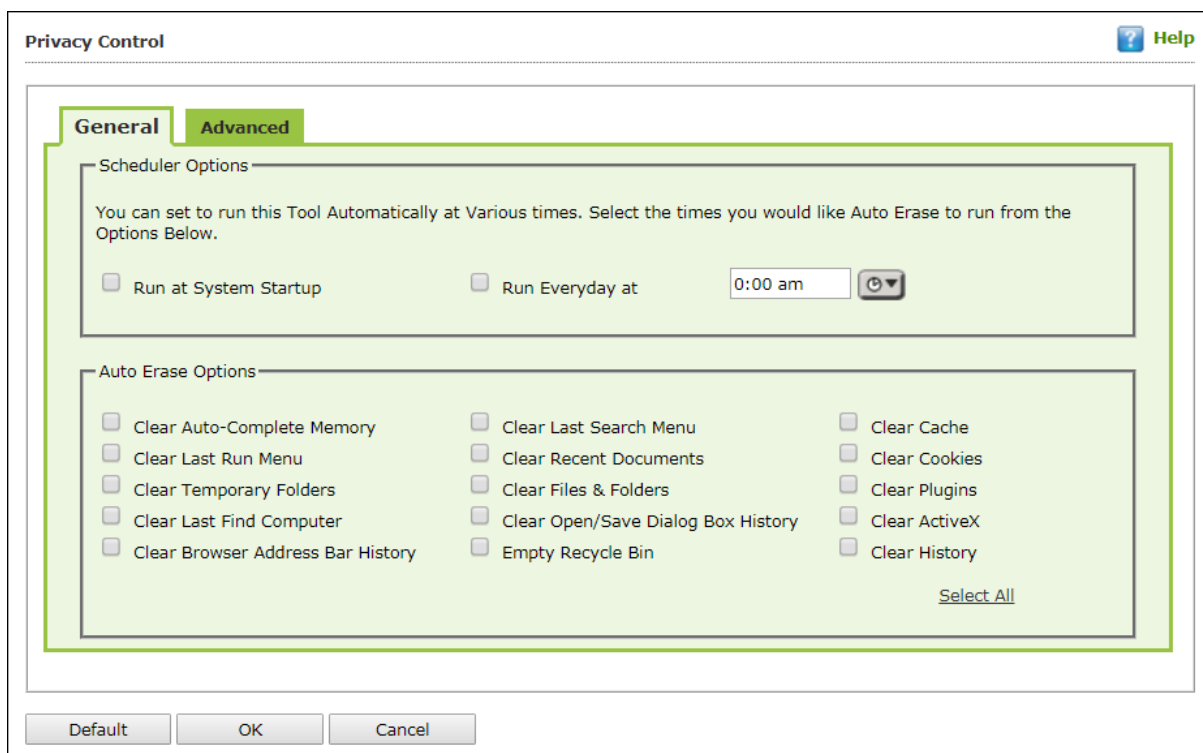 Privacy Control
Help
General
Advanced
Scheduler Options
You can set to run this Tool Automatically at Various times. Select the times you would like Auto Erase to run from the
Options Below.
Run at System Startup
Run Everyday at
0:00 am
Auto Erase Options
Clear Auto-Complete Memory
Clear Last Search Menu
Clear Cache
Clear Last Run Menu
Clear Recent Documents
Clear Cookies
Clear Temporary Folders
Clear Files & Folders
Clear Plugins
Clear Last Find Computer
Clear Open/Save Dialog Box History
Clear ActiveX
Clear Browser Address Bar History
Empty Recycle Bin
Clear History
Select All
Default
OK
Cancel